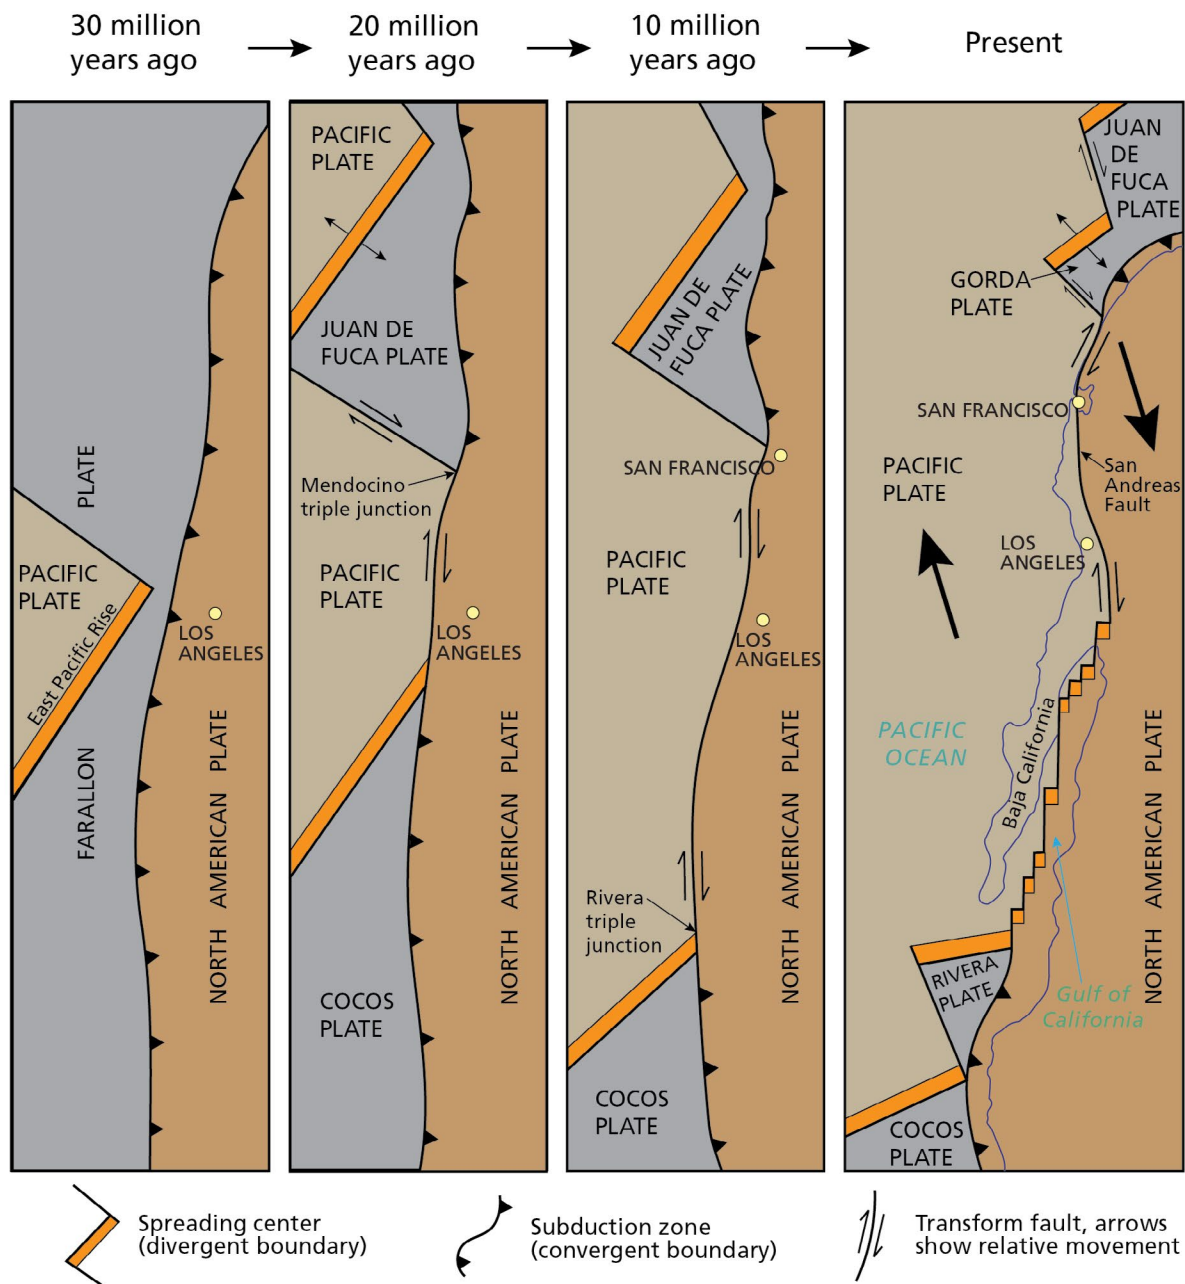 30 million
years ago
20 million
years ago
10 million
years ago
Present
PLATE
PACIFIC
PLATE
East Pacific Rise
LOS
ANGELES
FARALLON
NORTH AMERICAN PLATE
PACIFIC
PLATE
JUAN DE
FUCA PLATE
Mendocino
triple junction
PACIFIC
PLATE
LOS
ANGELES
COCOS
PLATE
NORTH AMERICAN PLATE
JUAN DE
FUCA PLATE
SAN FRANCISCO
PACIFIC
PLATE
LOS
ANGELES
Rivera
triple
junction
COCOS
PLATE
NORTH AMERICAN PLATE
JUAN
DE
FUCA
PLATE
GORDA
PLATE
SAN FRANCISCO
PACIFIC
PLATE
San
Andreas
Fault
LOS
ANGELES
PACIFIC
OCEAN
Baja California
NORTH AMERICAN PLATE
RIVERA
PLATE
Gulf of
California
COCOS
PLATE
Spreading center
(divergent boundary)
Subduction zone
(convergent boundary)
Transform fault, arrows
show relative movement